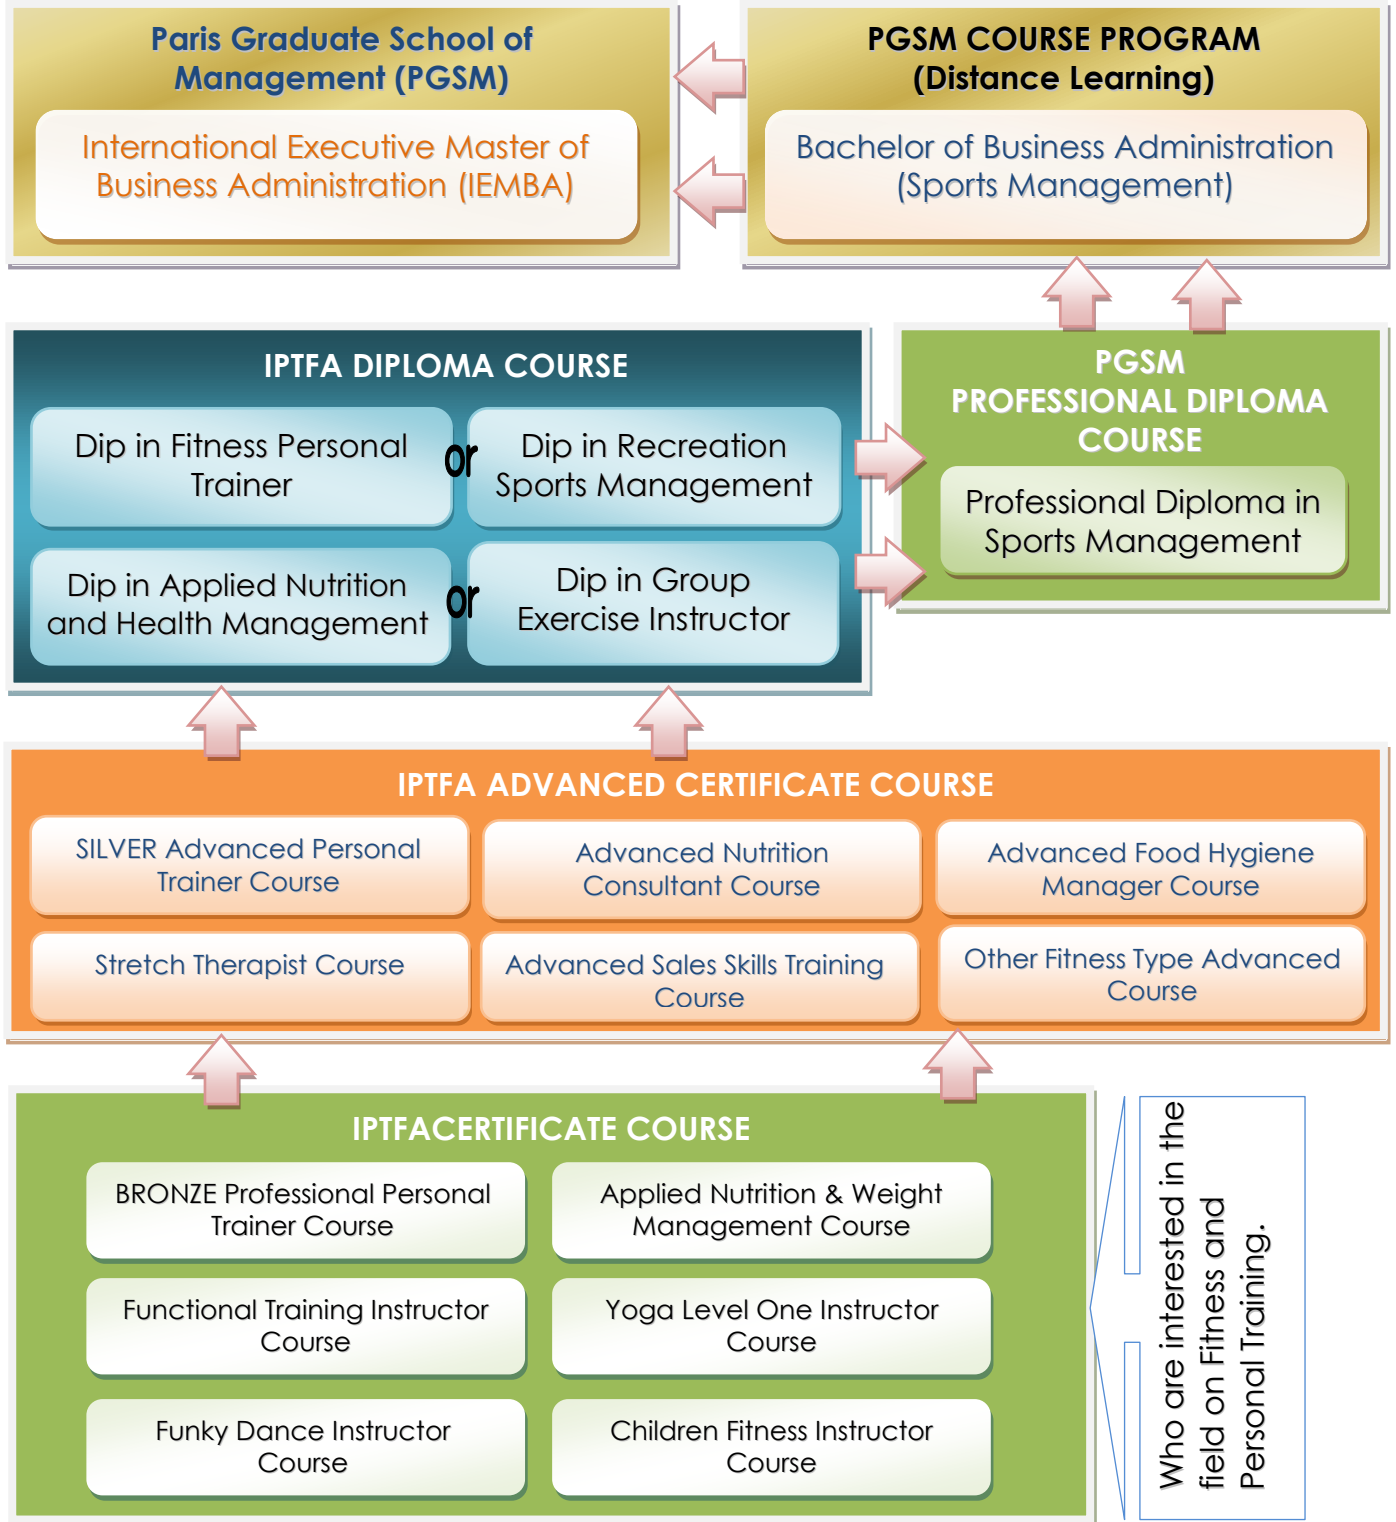 Paris Graduate School of
Management (PGSM)
International Executive Master of
Business Administration (IEMBA)
PGSM COURSE PROGRAM
(Distance Learning)
Bachelor of Business Administration
(Sports Management)
IPTFA DIPLOMA COURSE
Dip in Fitness Personal
Trainer
or
Dip in Recreation
Sports Management
Dip in Applied Nutrition
and Health Management
or
Dip in Group
Exercise Instructor
PGSM
PROFESSIONAL DIPLOMA
COURSE
Professional Diploma in
Sports Management
IPTFA ADVANCED CERTIFICATE COURSE
SILVER Advanced Personal
Trainer Course
Advanced Nutrition
Consultant Course
Advanced Food Hygiene
Manager Course
Stretch Therapist Course
Advanced Sales Skills Training
Course
Other Fitness Type Advanced
Course
IPTFACERTIFICATE COURSE
BRONZE Professional Personal
Trainer Course
Applied Nutrition & Weight
Management Course
Functional Training Instructor
Course
Yoga Level One Instructor
Course
Funky Dance Instructor
Course
Children Fitness Instructor
Course
Who are interested in the
field on Fitness and
Personal Training.